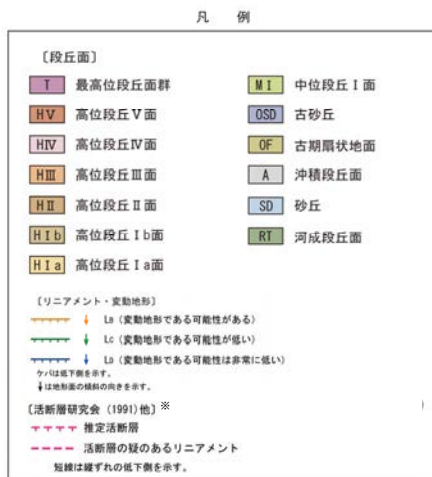 凡 例
〔段丘面〕
T 最高位段丘面群
HⅤ 高位段丘Ⅴ面
HⅣ 高位段丘Ⅳ面
HⅢ 高位段丘Ⅲ面
HⅡ 高位段丘Ⅱ面
HⅠb 高位段丘Ⅰb面
HⅠa 高位段丘Ⅰa面
MⅠ 中位段丘Ⅰ面
OSD 古砂丘
OF 古期扇状地面
A 沖積段丘面
SD 砂丘
RT 河成段丘面
〔リニアメント・変動地形〕
LB (変動地形である可能性がある)
LC (変動地形である可能性が低い)
LD (変動地形である可能性は非常に低い)
ケバは低下側を示す。
↓は地形面の傾斜の向きを示す。
〔活断層研究会 (1991) 他〕※
推定活断層
活断層の疑のあるリニアメント
短線は縦ずれの低下側を示す。